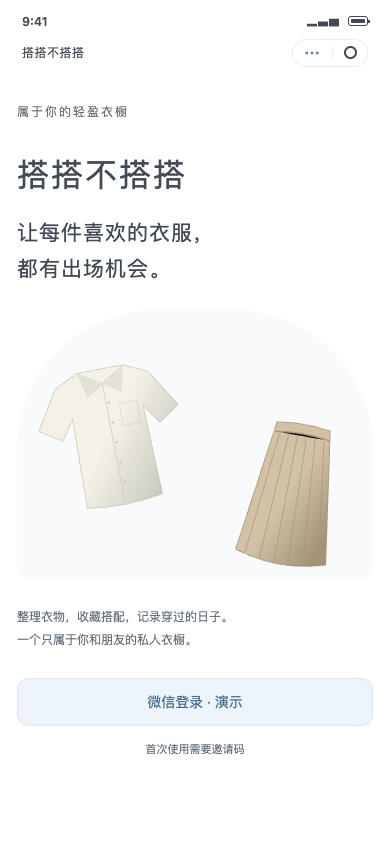 9:41
搭搭不搭搭
属于你的轻盈衣橱
搭搭不搭搭
让每件喜欢的衣服，
都有出场机会。
整理衣物，收藏搭配，记录穿过的日子。
一个只属于你和朋友的私人衣橱。
微信登录 · 演示
首次使用需要邀请码